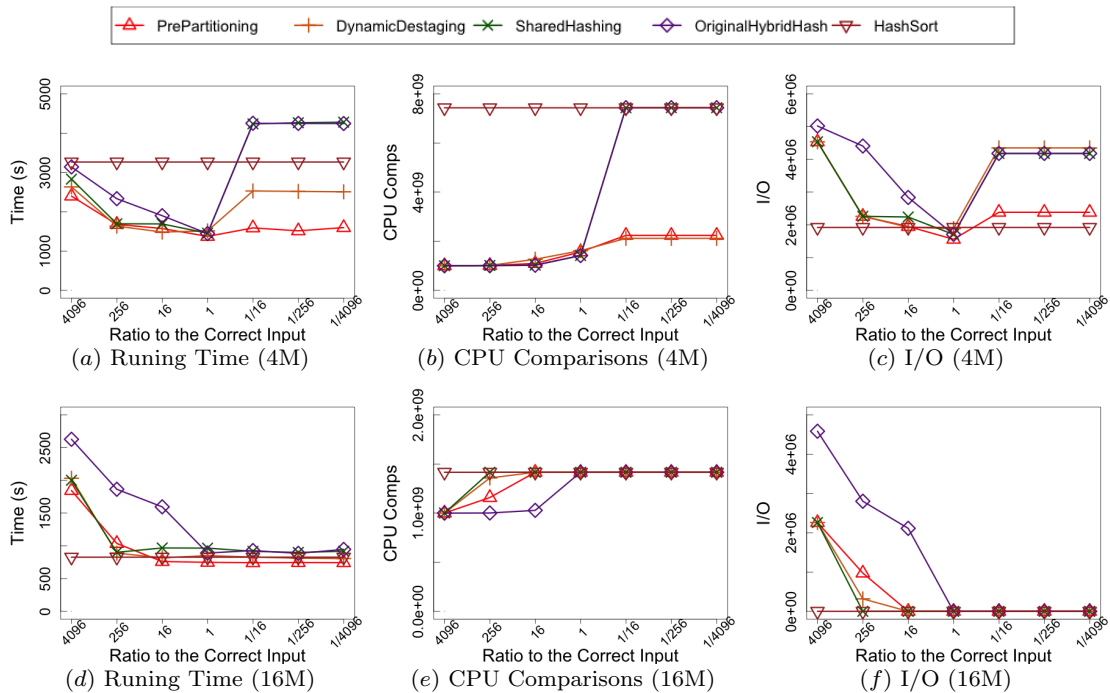 PrePartitioning DynamicDestaging SharedHashing OriginalHybridHash HashSort
Time (s)
0 1000 3000 5000
4096 256 16 1 1/16 1/256 1/4096
Ratio to the Correct Input
(a) Runing Time (4M)
CPU Comps
0e+00 4e+09 8e+09
4096 256 16 1 1/16 1/256 1/4096
Ratio to the Correct Input
(b) CPU Comparisons (4M)
I/O
0e+00 2e+06 4e+06 6e+06
4096 256 16 1 1/16 1/256 1/4096
Ratio to the Correct Input
(c) I/O (4M)
Time (s)
0 500 1500 2500
4096 256 16 1 1/16 1/256 1/4096
Ratio to the Correct Input
(d) Runing Time (16M)
CPU Comps
0.0e+00 1.0e+09 2.0e+09
4096 256 16 1 1/16 1/256 1/4096
Ratio to the Correct Input
(e) CPU Comparisons (16M)
I/O
0e+00 2e+06 4e+06
4096 256 16 1 1/16 1/256 1/4096
Ratio to the Correct Input
(f) I/O (16M)